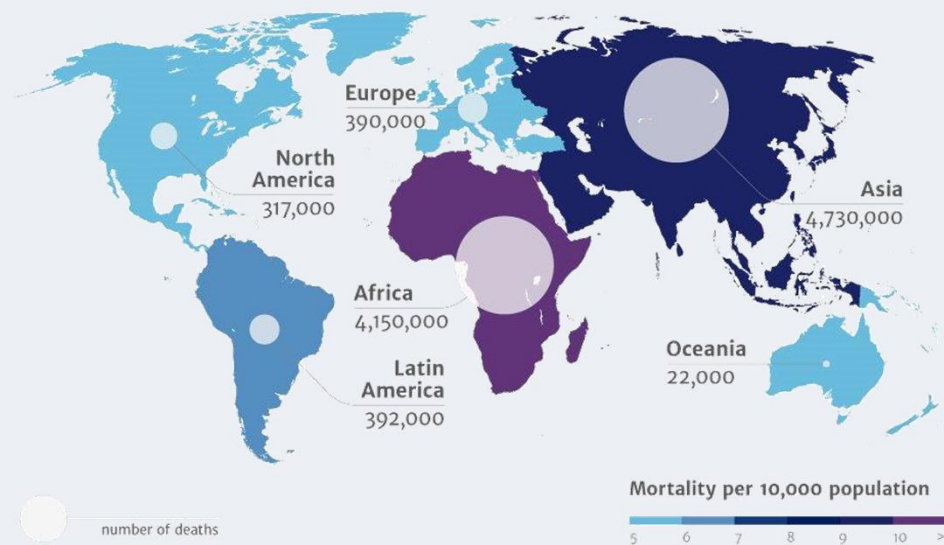 Europe
390,000
North
America
317,000
Asia
4,730,000
Africa
4,150,000
Oceania
22,000
Latin
America
392,000
Mortality per 10,000 population
5 6 7 8 9 10 >
number of deaths